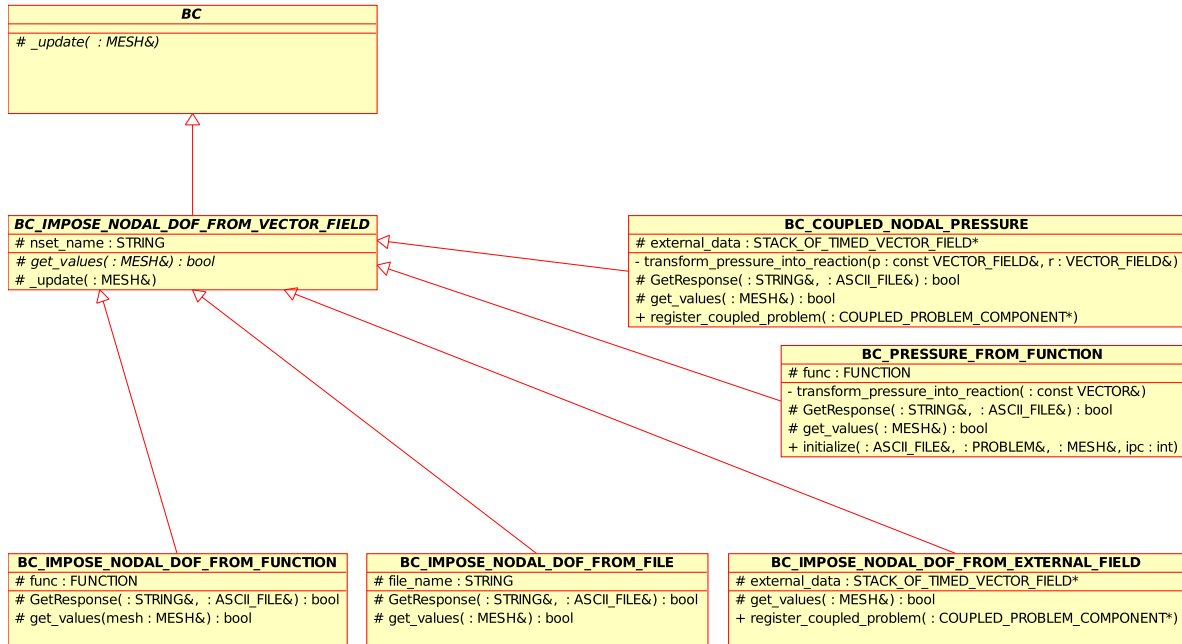 BC
# _update(  : MESH&)
BC_IMPOSE_NODAL_DOF_FROM_VECTOR_FIELD
# nset_name : STRING
# get_values( : MESH&) : bool
# _update( : MESH&)
BC_COUPLED_NODAL_PRESSURE
# external_data : STACK_OF_TIMED_VECTOR_FIELD*
- transform_pressure_into_reaction(p : const VECTOR_FIELD&, r : VECTOR_FIELD&)
# GetResponse( : STRING&,  : ASCII_FILE&) : bool
# get_values( : MESH&) : bool
+ register_coupled_problem( : COUPLED_PROBLEM_COMPONENT*)
BC_PRESSURE_FROM_FUNCTION
# func : FUNCTION
- transform_pressure_into_reaction( : const VECTOR&)
# GetResponse( : STRING&,  : ASCII_FILE&) : bool
# get_values( : MESH&) : bool
+ initialize( : ASCII_FILE&,  : PROBLEM&,  : MESH&, ipc : int)
BC_IMPOSE_NODAL_DOF_FROM_FUNCTION
# func : FUNCTION
# GetResponse( : STRING&,  : ASCII_FILE&) : bool
# get_values(mesh : MESH&) : bool
BC_IMPOSE_NODAL_DOF_FROM_FILE
# file_name : STRING
# GetResponse( : STRING&,  : ASCII_FILE&) : bool
# get_values( : MESH&) : bool
BC_IMPOSE_NODAL_DOF_FROM_EXTERNAL_FIELD
# external_data : STACK_OF_TIMED_VECTOR_FIELD*
# get_values( : MESH&) : bool
+ register_coupled_problem( : COUPLED_PROBLEM_COMPONENT*)